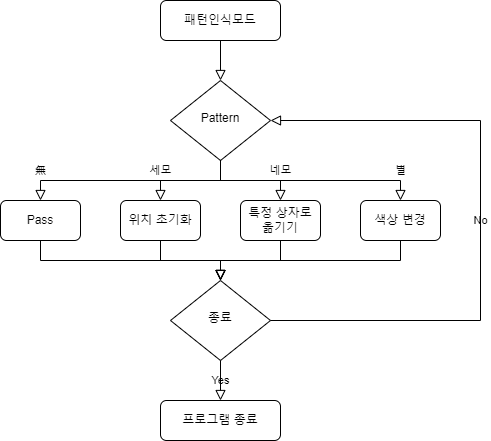 패턴인식모드
Pattern
無
세모
네모
별
Pass
위치 초기화
특정 상자로
옮기기
색상 변경
No
종료
Yes
프로그램 종료